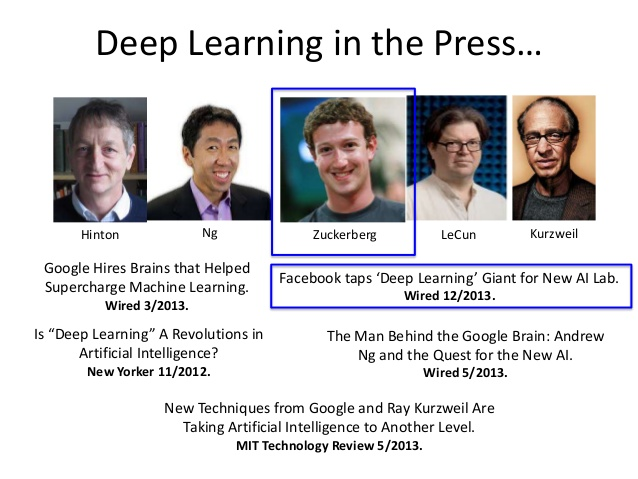 Deep Learning in the Press…
Hinton
Ng
Zuckerberg
LeCun
Kurzweil
Google Hires Brains that Helped
Supercharge Machine Learning.
Wired 3/2013.
Facebook taps ‘Deep Learning’ Giant for New AI Lab.
Wired 12/2013.
Is “Deep Learning” A Revolutions in
Artificial Intelligence?
New Yorker 11/2012.
The Man Behind the Google Brain: Andrew
Ng and the Quest for the New AI.
Wired 5/2013.
New Techniques from Google and Ray Kurzweil Are
Taking Artificial Intelligence to Another Level.
MIT Technology Review 5/2013.